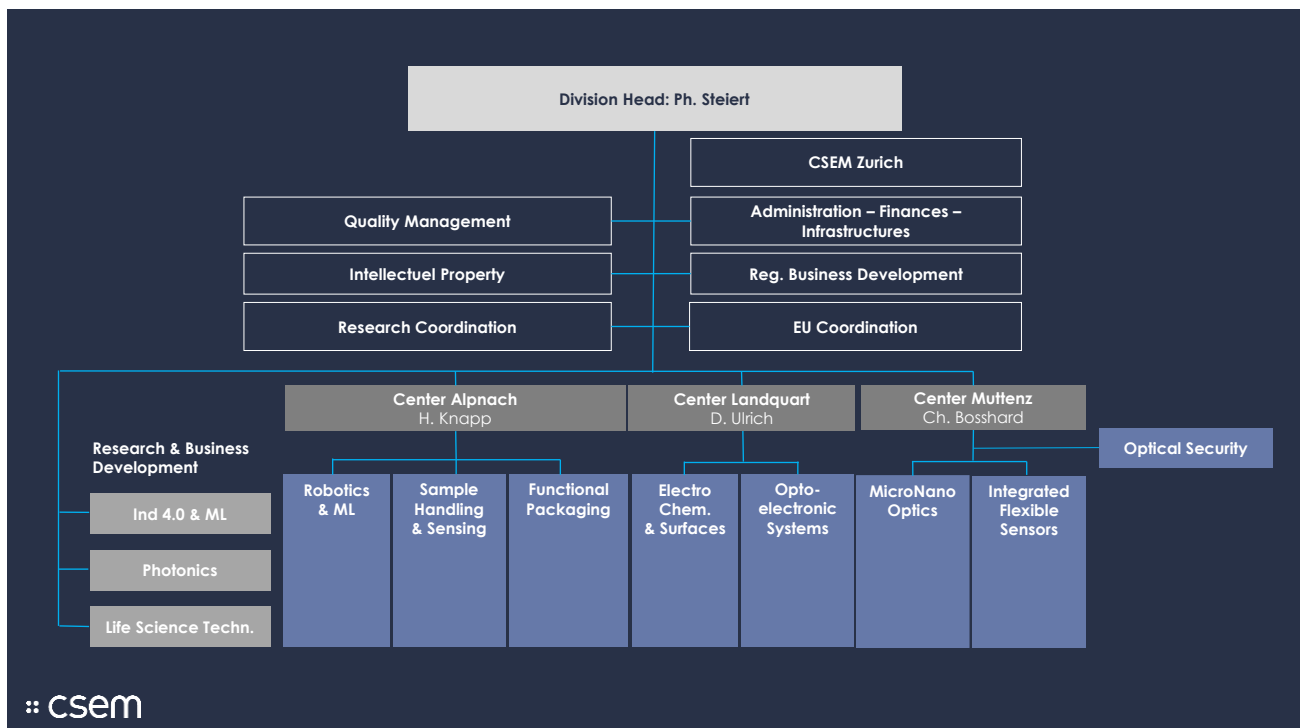 Division Head: Ph. Steiert
CSEM Zurich
Quality Management
Administration – Finances –
Infrastructures
Intellectuel Property
Reg. Business Development
Research Coordination
EU Coordination
Center Alpnach
H. Knapp
Center Landquart
D. Ulrich
Center Muttenz
Ch. Bosshard
Optical Security
Research & Business
Development
Ind 4.0 & ML
Photonics
Life Science Techn.
Robotics
& ML
Sample
Handling
& Sensing
Functional
Packaging
Electro
Chem.
& Surfaces
Opto-
electronic
Systems
MicroNano
Optics
Integrated
Flexible
Sensors
csem